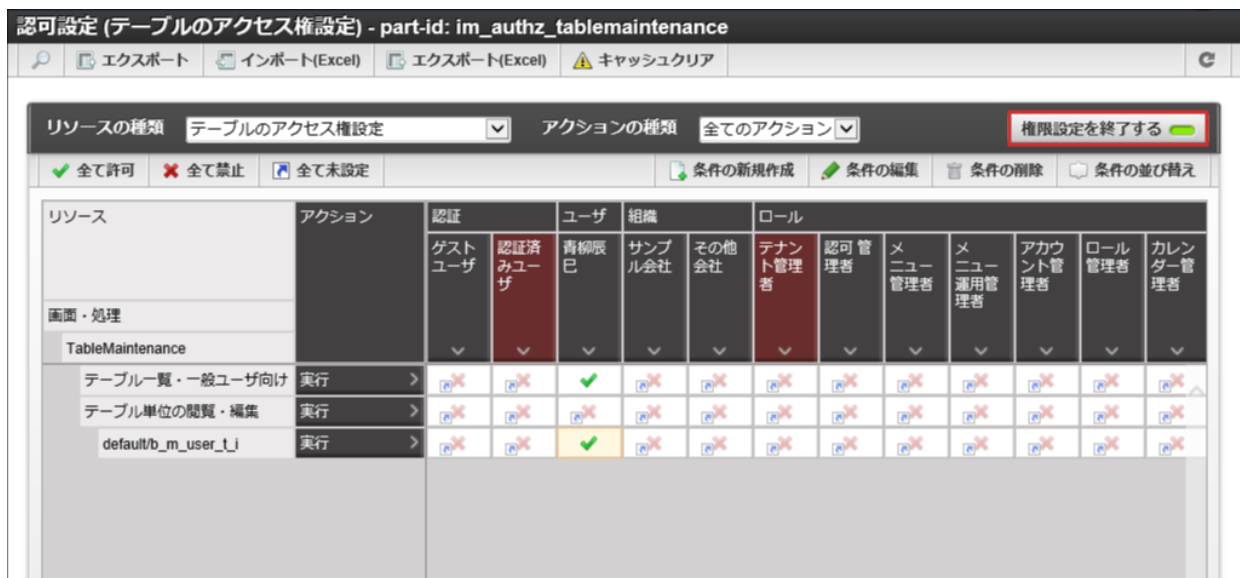 認可設定 (テーブルのアクセス権設定) - part-id: im_authz_tablemaintenance
エクスポート インポート(Excel) エクスポート(Excel) キャッシュクリア
リソースの種類 テーブルのアクセス権設定 アクションの種類 全てのアクション 権限設定を終了する
全て許可 全て禁止 全て未設定 条件の新規作成 条件の編集 条件の削除 条件の並び替え
リソース アクション 認証 ユーザ 組織 ロール
ゲスト 認証済 青柳辰 サンプ その他 テナン 認可 管 メ メ アカウ ロール カレン
ユーザ みユー 巳 ル会社 会社 ト管理 理者 ニュー ニュー ント管 管理者 ダー管
ザ 者 管理者 運用管 理者 理者
理者
画面・処理
TableMaintenance
テーブル一覧・一般ユーザ向け 実行
テーブル単位の閲覧・編集 実行
default/b_m_user_t_i 実行